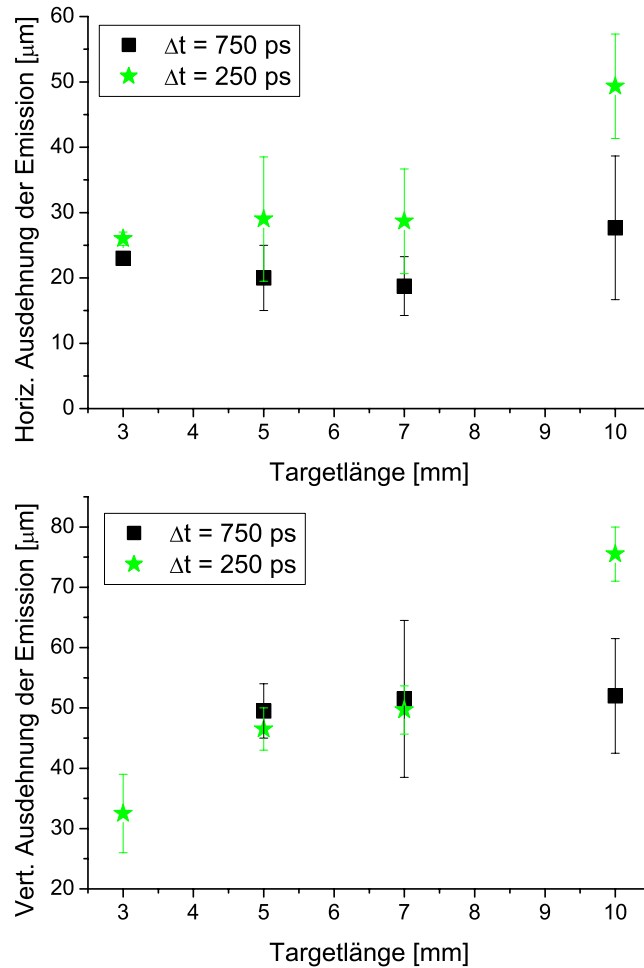 Horiz. Ausdehnung der Emission [µm]
60
50
40
30
20
10
0
Δt = 750 ps
Δt = 250 ps
3 4 5 6 7 8 9 10
Targetlänge [mm]
Vert. Ausdehnung der Emission [µm]
80
70
60
50
40
30
20
Δt = 750 ps
Δt = 250 ps
3 4 5 6 7 8 9 10
Targetlänge [mm]